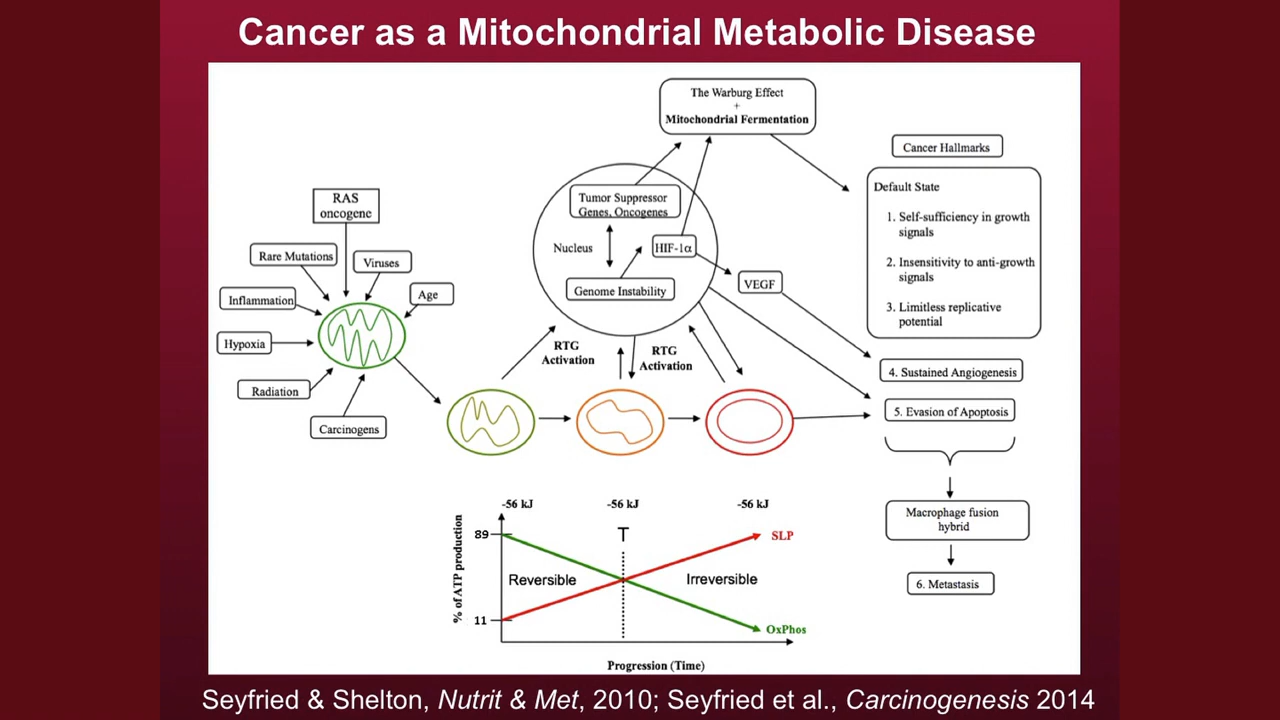 Cancer as a Mitochondrial Metabolic Disease
The Warburg Effect
+
Mitochondrial Fermentation
Cancer Hallmarks
Default State
1. Self-sufficiency in growth
signals
2. Insensitivity to anti-growth
signals
3. Limitless replicative
potential
RAS
oncogene
Rare Mutations
Viruses
Inflammation
Age
Hypoxia
Radiation
Carcinogens
Tumor Suppressor
Genes, Oncogenes
Nucleus
HIF-1α
Genome Instability
VEGF
RTG
Activation
RTG
Activation
4. Sustained Angiogenesis
5. Evasion of Apoptosis
Macrophage fusion
hybrid
6. Metastasis
-56 kJ
-56 kJ
-56 kJ
% of ATP production
89
T
SLP
Reversible
Irreversible
11
OxPhos
Progression (Time)
Seyfried & Shelton, Nutrit & Met, 2010; Seyfried et al., Carcinogenesis 2014